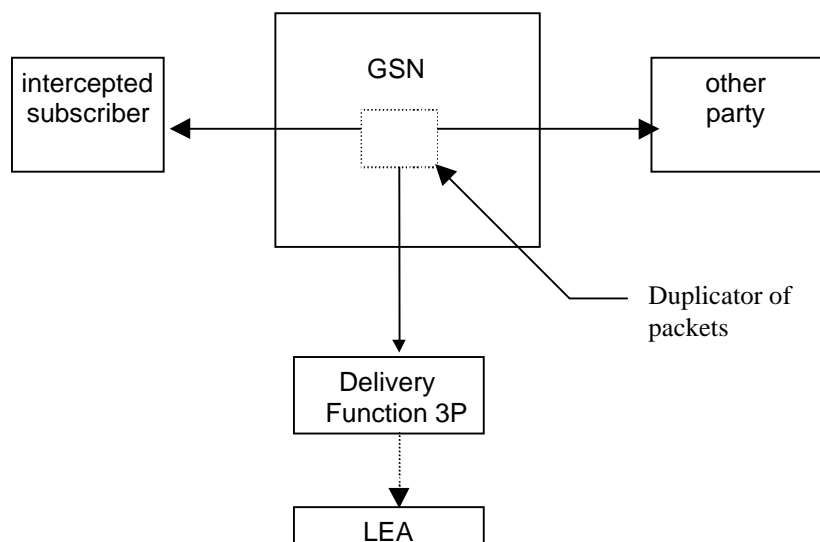 GSN
intercepted
subscriber
other
party
Duplicator of
packets
Delivery
Function 3P
LEA